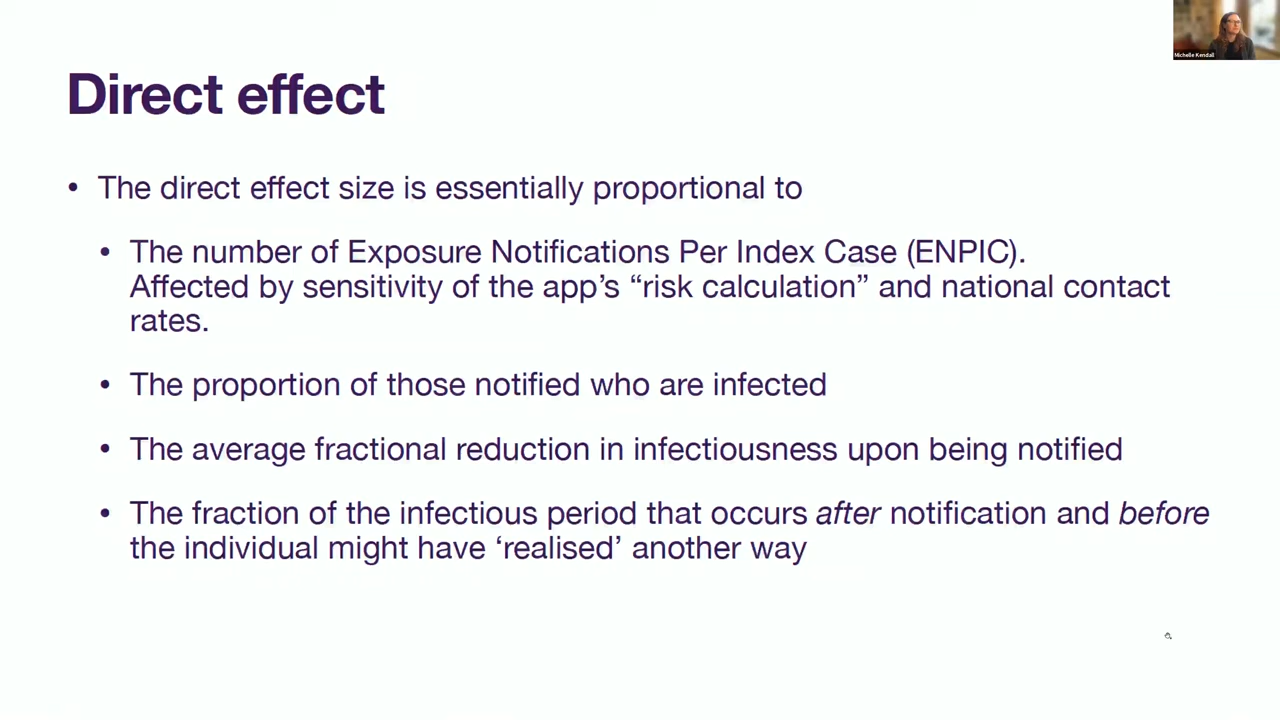 Michelle Kendall
Direct effect
• The direct effect size is essentially proportional to
• The number of Exposure Notifications Per Index Case (ENPIC).
Affected by sensitivity of the app’s “risk calculation” and national contact
rates.
• The proportion of those notified who are infected
• The average fractional reduction in infectiousness upon being notified
• The fraction of the infectious period that occurs after notification and before
the individual might have ‘realised’ another way